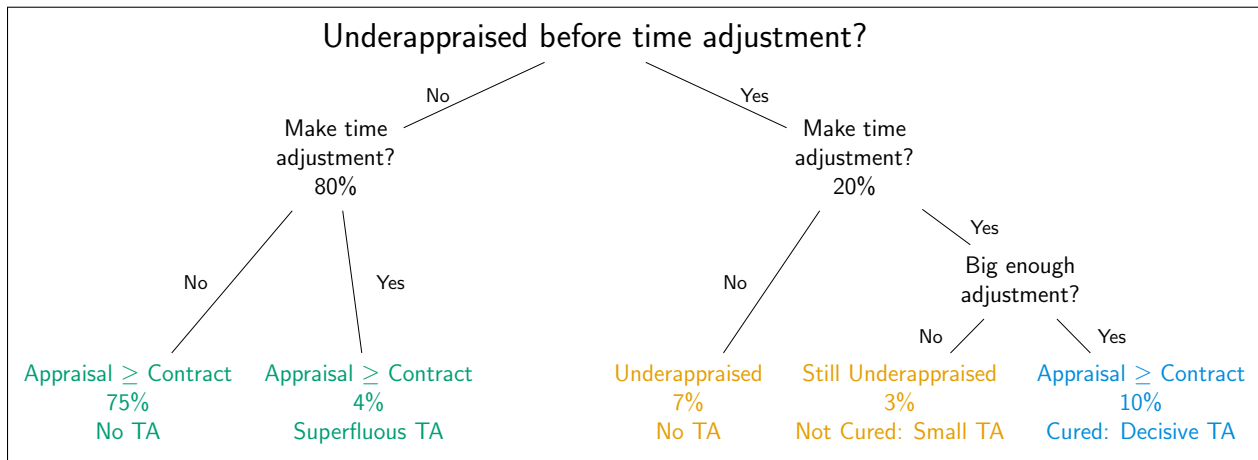 Underappraised before time adjustment?
No
Yes
Make time
adjustment?
80%
Make time
adjustment?
20%
No
Yes
No
Yes
Big enough
adjustment?
No
Yes
Appraisal ≥ Contract
75%
No TA
Appraisal ≥ Contract
4%
Superfluous TA
Underappraised
7%
No TA
Still Underappraised
3%
Not Cured: Small TA
Appraisal ≥ Contract
10%
Cured: Decisive TA